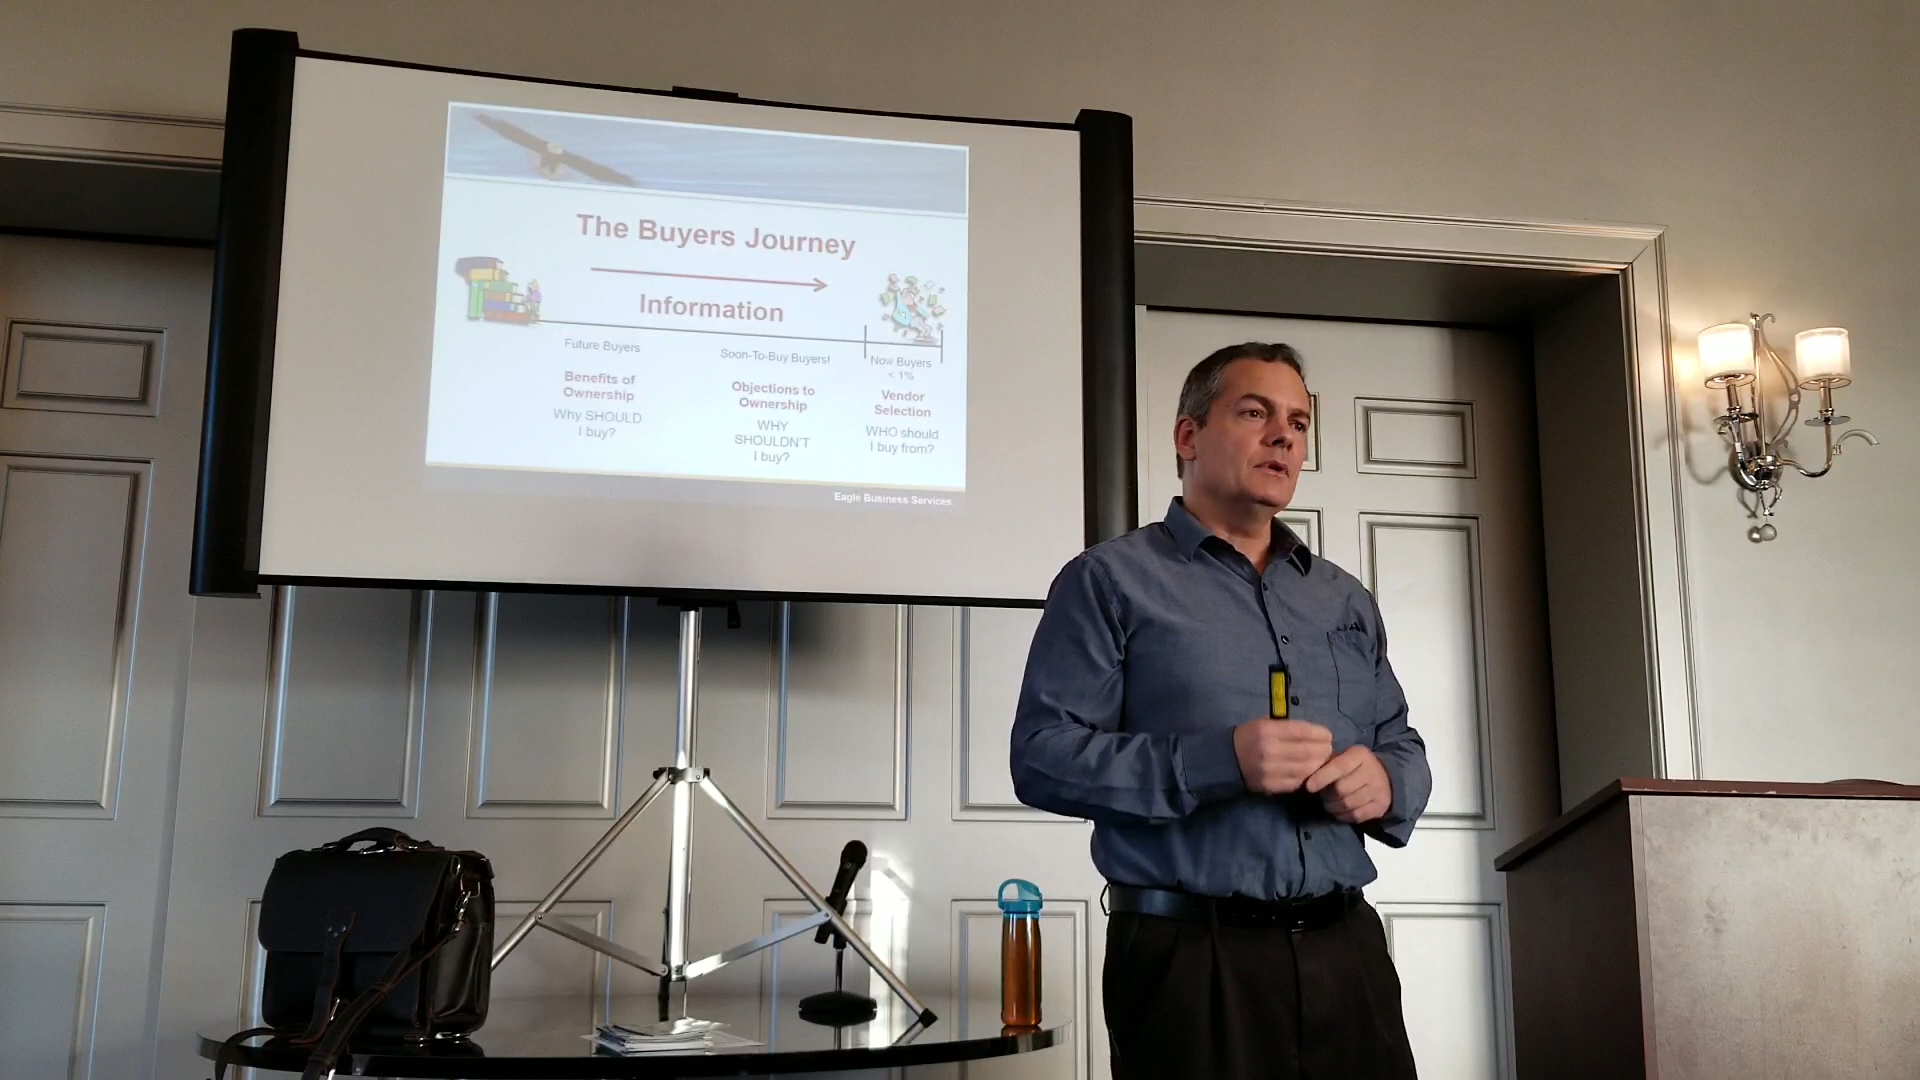 The Buyers Journey
Information
Future Buyers
Soon-To-Buy Buyers!
Now Buyers
< 1%
Benefits of
Ownership
Objections to
Ownership
Vendor
Selection
Why SHOULD
I buy?
WHY
SHOULDN'T
I buy?
WHO should
I buy from?
Eagle Business Services